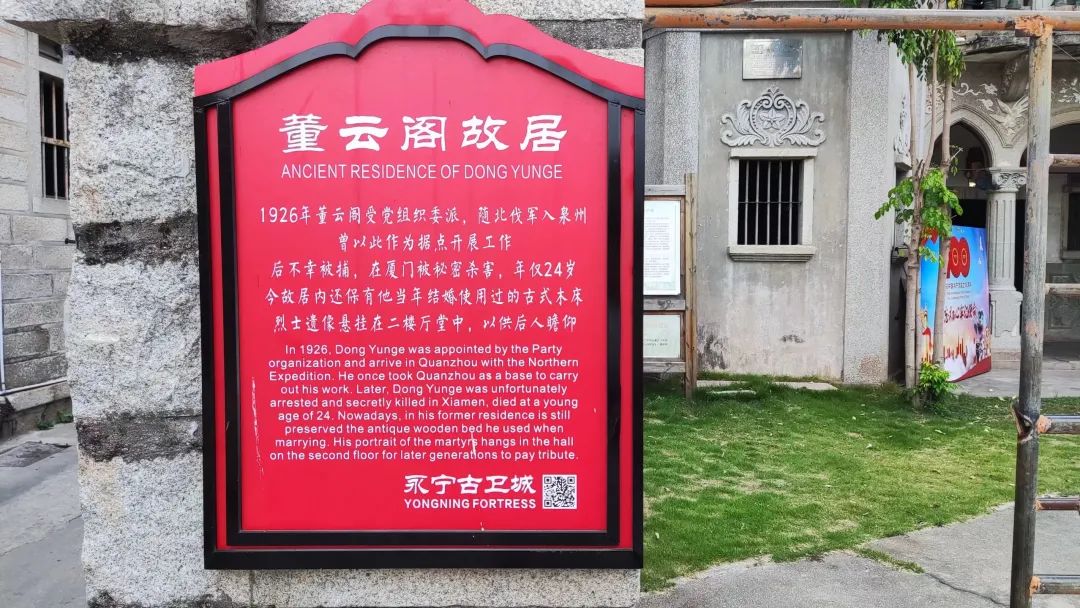 董云阁故居
ANCIENT RESIDENCE OF DONG YUNGE
1926年董云阁受党组织委派，随北伐军入泉州
曾以此作为据点开展工作
后不幸被捕，在厦门被秘密杀害，年仅24岁
今故居内还保有他当年结婚使用过的古式木床
烈士遗像悬挂在二楼厅堂中，以供后人瞻仰
In 1926, Dong Yunge was appointed by the Party
organization and arrive in Quanzhou with the Northern
Expedition. He once took Quanzhou as a base to carry
out his work. Later, Dong Yunge was unfortunately
arrested and secretly killed in Xiamen, died at a young
age of 24. Nowadays, in his former residence is still
preserved the antique wooden bed he used when
marrying. His portrait of the martyrs hangs in the hall
on the second floor for later generations to pay tribute.
永宁古卫城
YONGNING FORTRESS